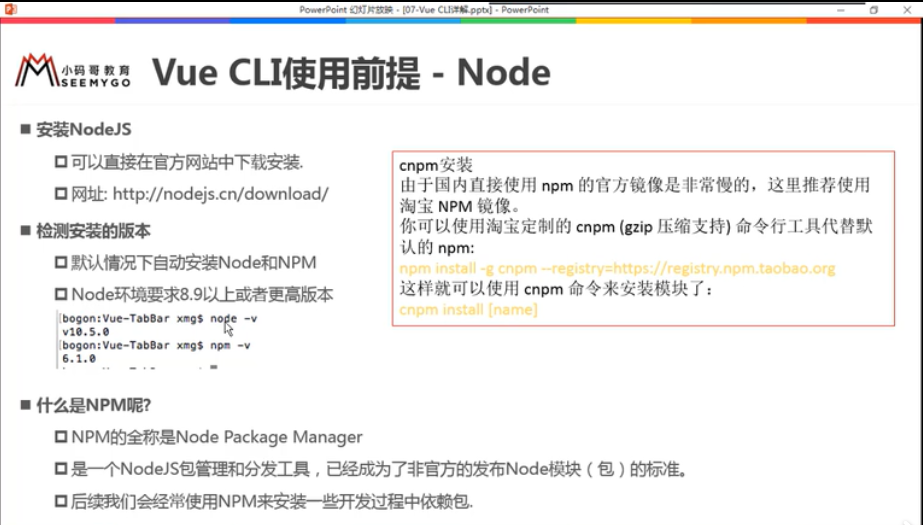 PowerPoint 幻灯片放映 - [07-Vue CLI详解.pptx] - PowerPoint
小码哥教育
SEEMYGO
Vue CLI使用前提 - Node
安装NodeJS
可以直接在官方网站中下载安装.
网址: http://nodejs.cn/download/
检测安装的版本
默认情况下自动安装Node和NPM
Node环境要求8.9以上或者更高版本
bogon:Vue-TabBar xmg$ node -v
v10.5.0
bogon:Vue-TabBar xmg$ npm -v
6.1.0
什么是NPM呢?
NPM的全称是Node Package Manager
是一个NodeJS包管理和分发工具，已经成为了非官方的发布Node模块（包）的标准。
后续我们会经常使用NPM来安装一些开发过程中依赖包.
cnpm安装
由于国内直接使用 npm 的官方镜像是非常慢的，这里推荐使用
淘宝 NPM 镜像。
你可以使用淘宝定制的 cnpm (gzip 压缩支持) 命令行工具代替默
认的 npm:
npm install -g cnpm --registry=https://registry.npm.taobao.org
这样就可以使用 cnpm 命令来安装模块了：
cnpm install [name]